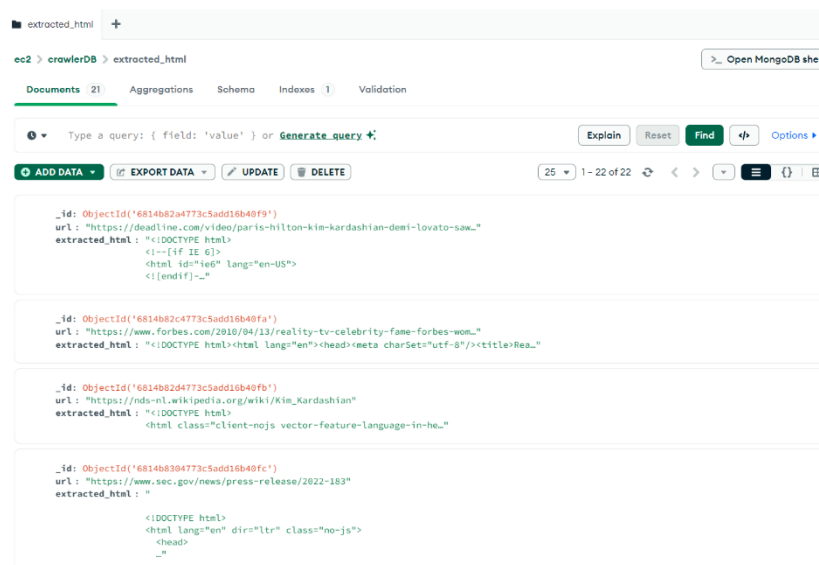 extracted_html +
ec2 > crawlerDB > extracted_html
>_ Open MongoDB she
Documents 21 Aggregations Schema Indexes 1 Validation
Type a query: { field: 'value' } or Generate query
Explain Reset Find </> Options
ADD DATA EXPORT DATA UPDATE DELETE
25 1 – 22 of 22 {}
_id: ObjectId('6814b82a4773c5add16b40f9')
url : "https://deadline.com/video/paris-hilton-kim-kardashian-demi-lovato-saw…"
extracted_html : "<!DOCTYPE html>
<!--[if IE 6]>
<html id="ie6" lang="en-US">
<![endif]-…"
_id: ObjectId('6814b82c4773c5add16b40fa')
url : "https://www.forbes.com/2010/04/13/reality-tv-celebrity-fame-forbes-wom…"
extracted_html : "<!DOCTYPE html><html lang="en"><head><meta charSet="utf-8"/><title>Rea…"
_id: ObjectId('6814b82d4773c5add16b40fb')
url : "https://nds-nl.wikipedia.org/wiki/Kim_Kardashian"
extracted_html : "<!DOCTYPE html>
<html class="client-nojs vector-feature-language-in-he…"
_id: ObjectId('6814b8304773c5add16b40fc')
url : "https://www.sec.gov/news/press-release/2022-183"
extracted_html : "
<!DOCTYPE html>
<html lang="en" dir="ltr" class="no-js">
<head>
…"